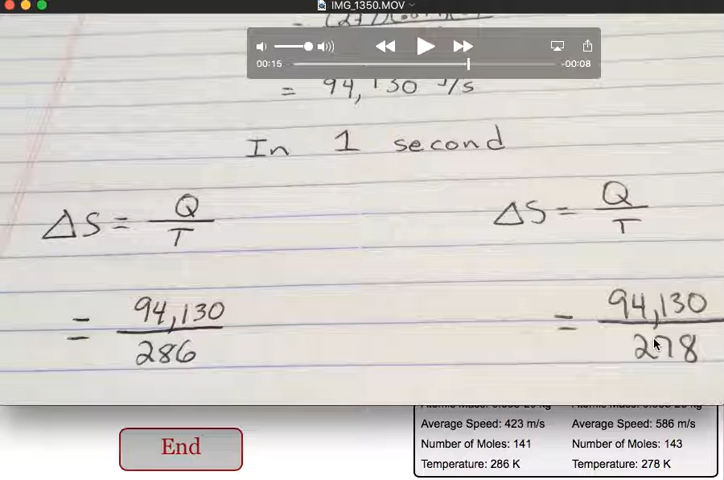 IMG_1350.MOV
00:15
-00:08
= 94,130 J/s
In 1 second
ΔS = Q/T
ΔS = Q/T
= 94,130/286
= 94,130/278
End
Average Speed: 423 m/s
Average Speed: 586 m/s
Number of Moles: 141
Number of Moles: 143
Temperature: 286 K
Temperature: 278 K